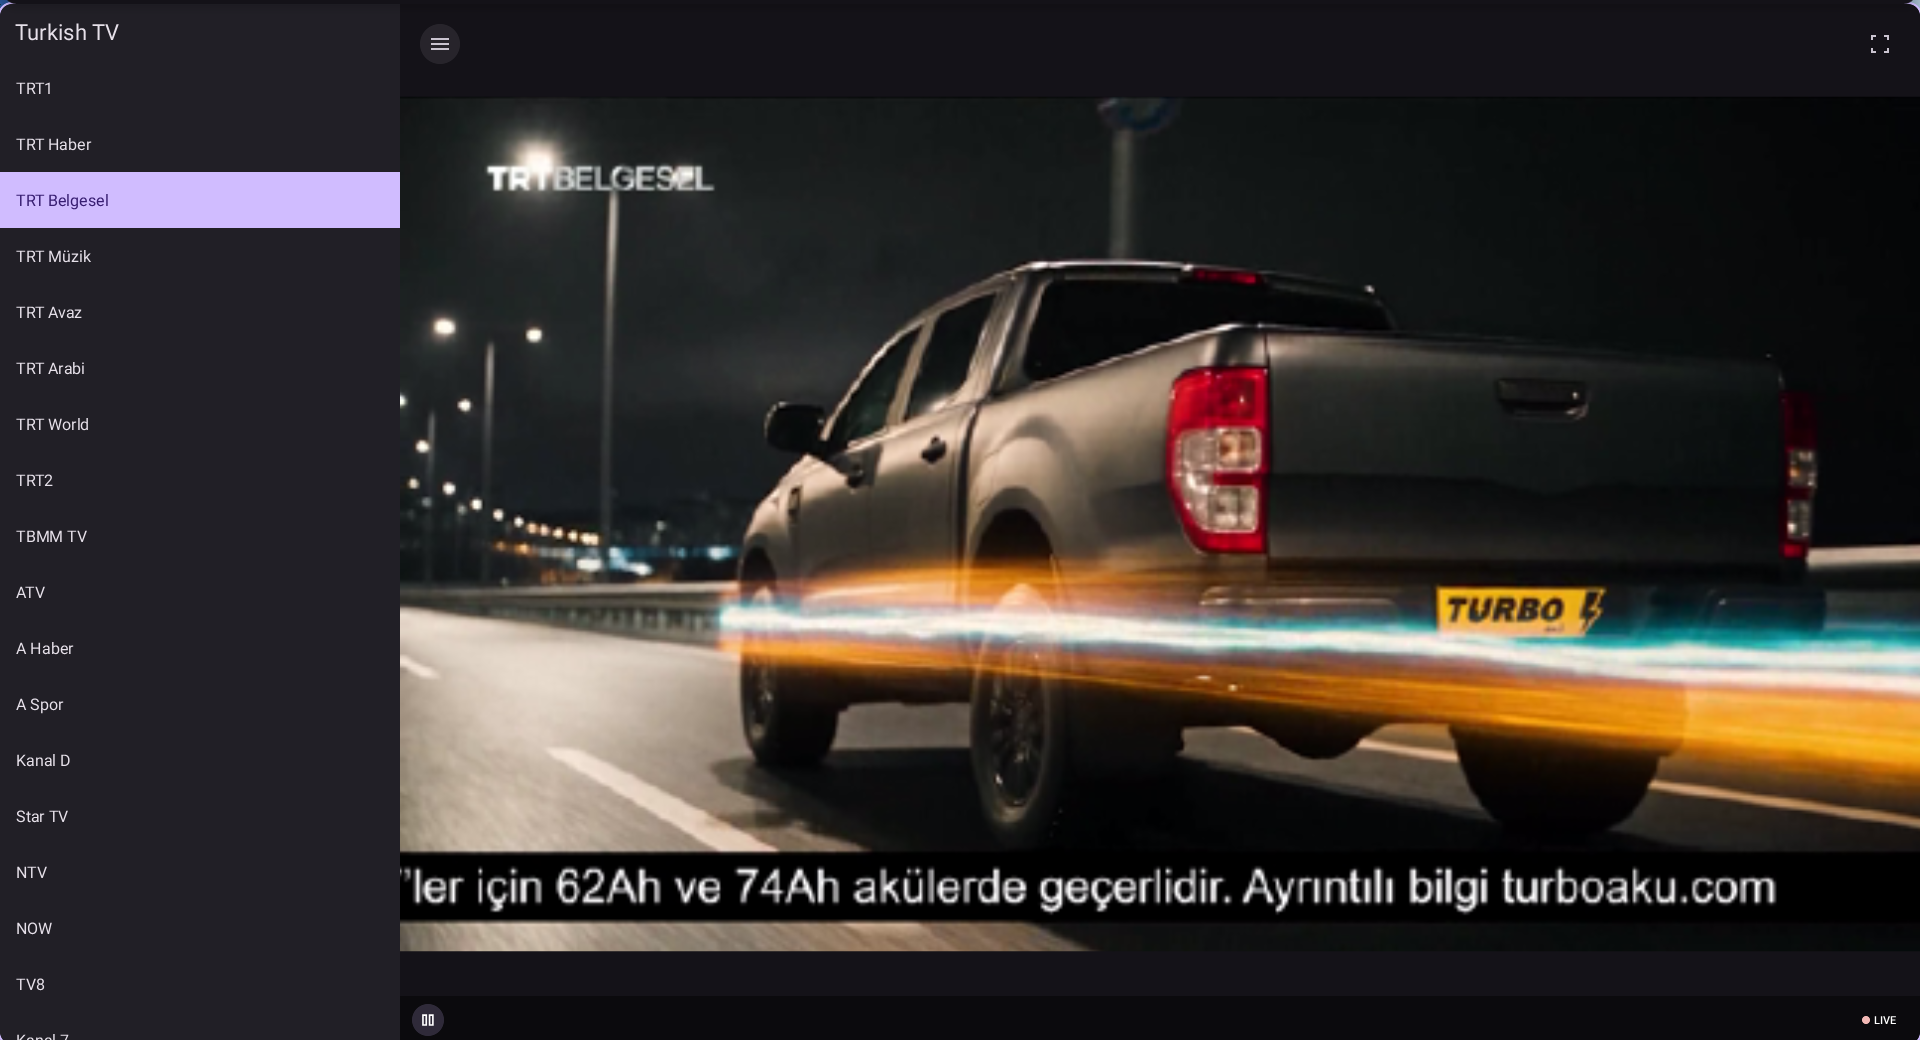 Turkish TV
TRT1
TRT Haber
TRT Belgesel
TRT Müzik
TRT Avaz
TRT Arabi
TRT World
TRT2
TBMM TV
ATV
A Haber
A Spor
Kanal D
Star TV
NTV
NOW
TV8
Kanal 7
TRTBELGESEL
TURBO
'ler için 62Ah ve 74Ah akülerde geçerlidir. Ayrıntılı bilgi turboaku.com
LIVE